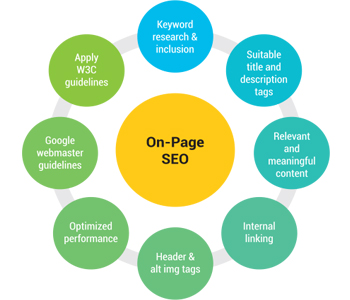 Keyword
research &
inclusion
Suitable
title and
description
tags
Relevant
and
meaningful
content
Internal
linking
Header &
alt img tags
Optimized
performance
Google
webmaster
guidelines
Apply
W3C
guidelines
On-Page
SEO